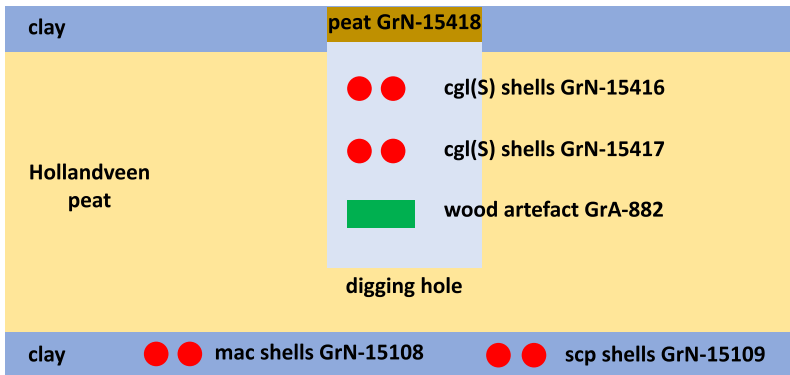 clay
peat GrN-15418
cgl(S) shells GrN-15416
cgl(S) shells GrN-15417
Hollandveen
peat
wood artefact GrA-882
digging hole
clay
mac shells GrN-15108
scp shells GrN-15109